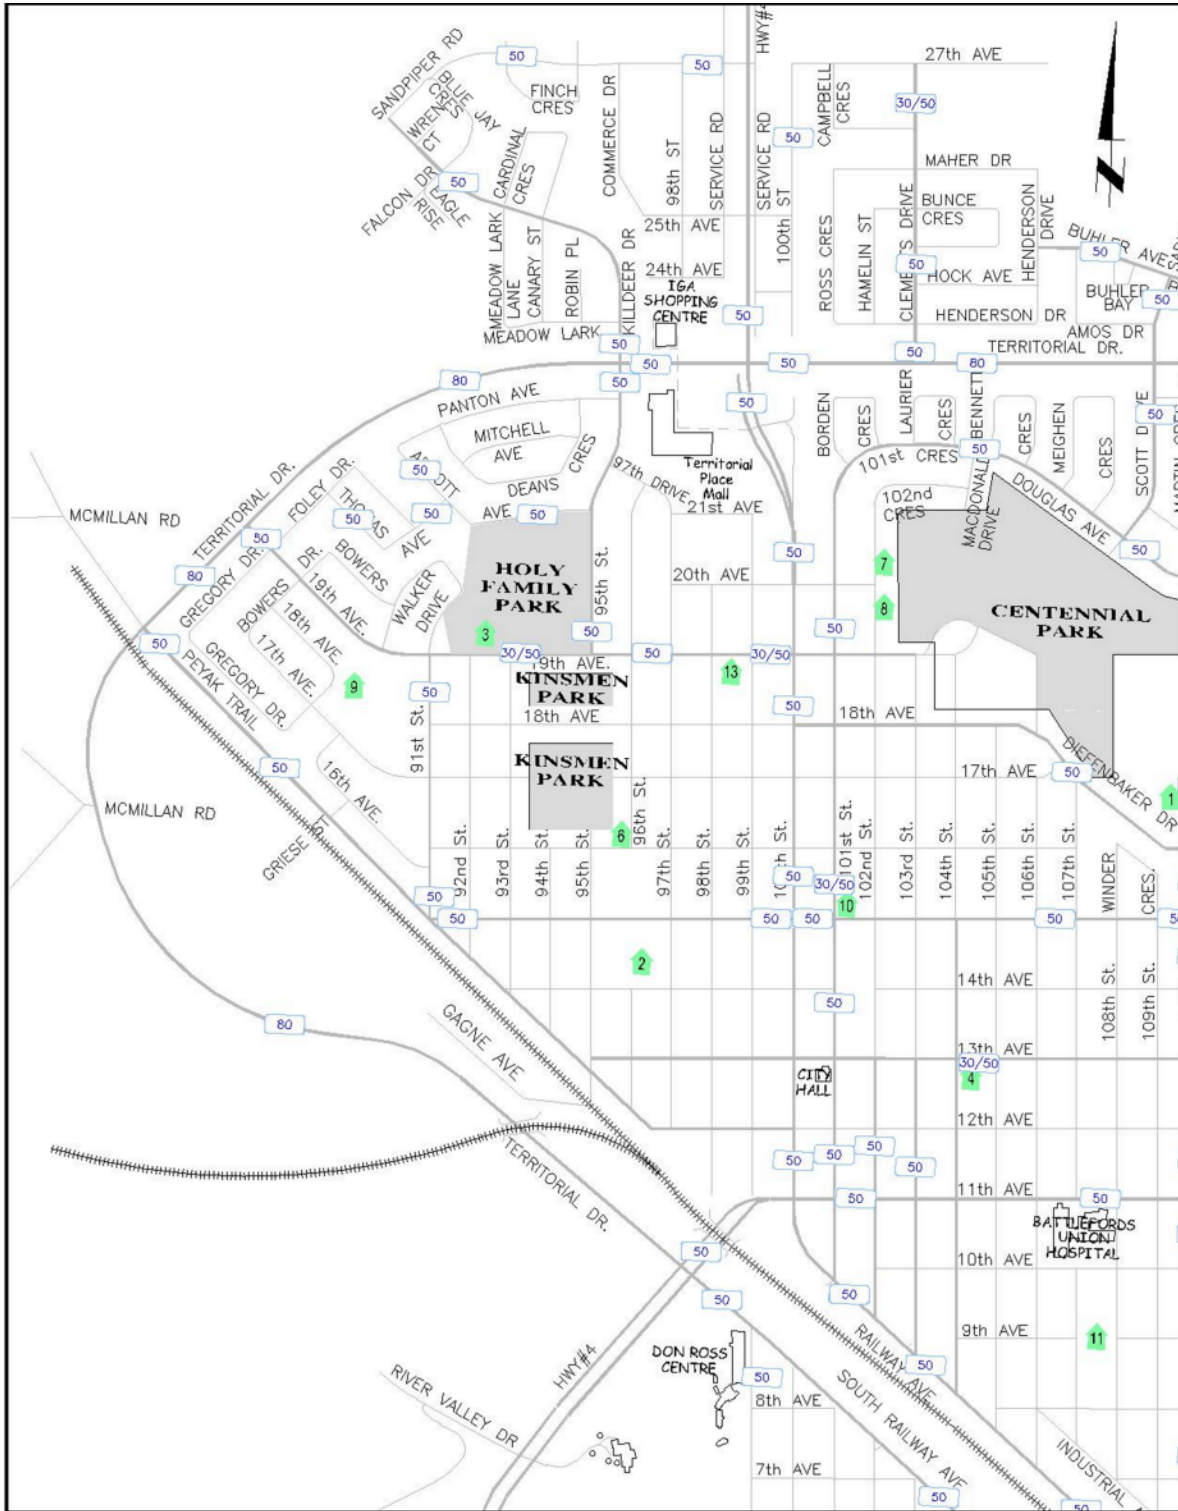 HWY#4
SANDPIPER RD
50
BLUE JAY
CRES
WREN
CT
FINCH
CRES
COMMERCE DR
50
27th AVE
30/50
CAMPBELL
CRES
50
CARDINAL
CRES
98th ST
SERVICE RD
SERVICE RD
100th ST
MAHER DR
FALCON DR
EAGLE
RISE
50
BUNCE
CRES
HENDERSON
DRIVE
25th AVE
ROSS CRES
HAMELIN ST
CLEMENTS DRIVE
BUHLER AVE
50
MEADOW LARK
LANE
CANARY ST
ROBIN PL
KILLDEER DR
24th AVE
50
HOCK AVE
BUHLER
BAY
50
IGA
SHOPPING
CENTRE
50
HENDERSON DR
AMOS DR
MEADOW LARK
50
50
50
50
80
TERRITORIAL DR.
80
50
50
PANTON AVE
MITCHELL
AVE
BORDEN
CRES
LAURIER
CRES
BENNETT
CRES
MEIGHEN
CRES
SCOTT DRIVE
50
ABBOTT
AVE
50
DEANS
CRES
97th DRIVE
Territorial
Place
Mall
101st CRES
50
MACDONALD
DRIVE
DOUGLAS AVE
102nd
CRES
21st AVE
MCMILLAN RD
TERRITORIAL DR.
FOLEY DR.
THOMAS
AVE
50
50
50
50
50
50
80
GREGORY DR.
BOWERS DR.
BOWERS
19th AVE.
WALKER
DRIVE
HOLY
FAMILY
PARK
3
95th St.
20th AVE
7
8
CENTENNIAL
PARK
50
50
18th AVE.
17th AVE.
50
PEYAK TRAIL
GREGORY DR.
9
30/50
19th AVE.
50
30/50
13
KINSMEN
PARK
91st St.
50
50
18th AVE
18th AVE
DIEFENBAKER DR
KINSMEN
PARK
50
16th AVE.
17th AVE
50
1
MCMILLAN RD
GRIESE ST
6
92nd St.
93rd St.
94th St.
95th St.
96th St.
97th St.
98th St.
99th St.
100th St.
101st St.
102nd St.
103rd St.
104th St.
105th St.
106th St.
107th St.
WINDER
CRES.
50
50
30/50
10
50
50
50
50
50
2
14th AVE
108th St.
109th St.
50
80
GAGNE AVE
13th AVE
30/50
4
CITY
HALL
12th AVE
TERRITORIAL DR.
50
50
50
50
11th AVE
50
50
BATTLEFORDS
UNION
HOSPITAL
50
10th AVE
50
50
9th AVE
11
HWY#4
DON ROSS
CENTRE
50
RAILWAY AVE
50
RIVER VALLEY DR
8th AVE
SOUTH RAILWAY AVE
7th AVE
INDUSTRIAL
50
50